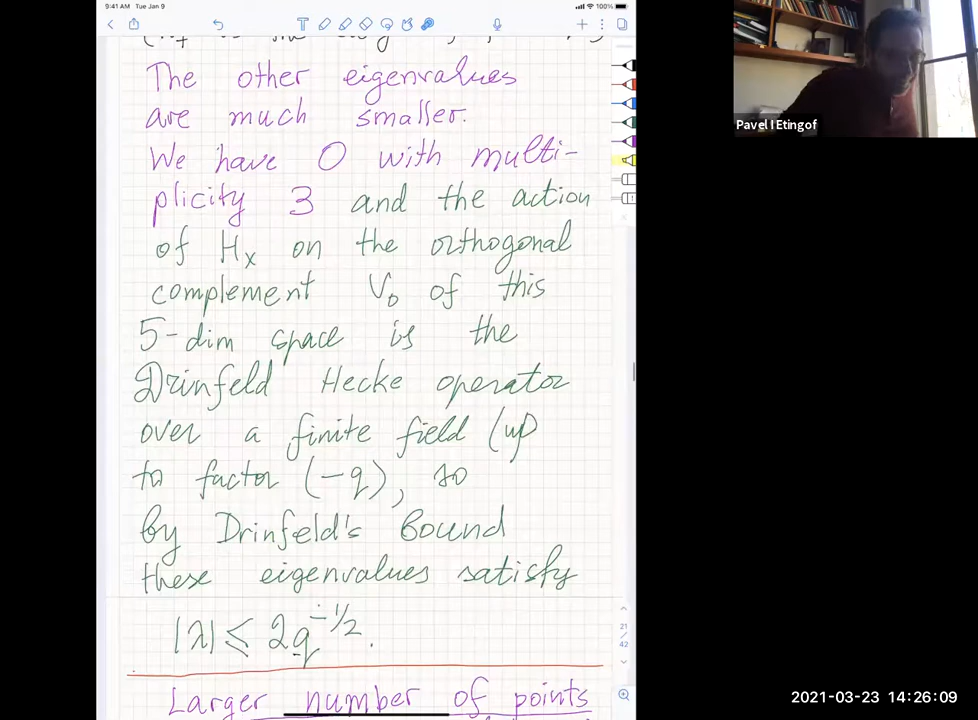 9:41 AM Tue Jan 9
100%
The other eigenvalues
are much smaller.
We have 0 with multi-
plicity 3 and the action
of Hx on the orthogonal
complement V0 of this
5-dim space is the
Drinfeld Hecke operator
over a finite field (up
to factor (-q), so
by Drinfeld's Bound
these eigenvalues satisfy
|λ| ≤ 2q^{-1/2}.
Larger number of points
21
/
42
Pavel I Etingof
2021-03-23 14:26:09